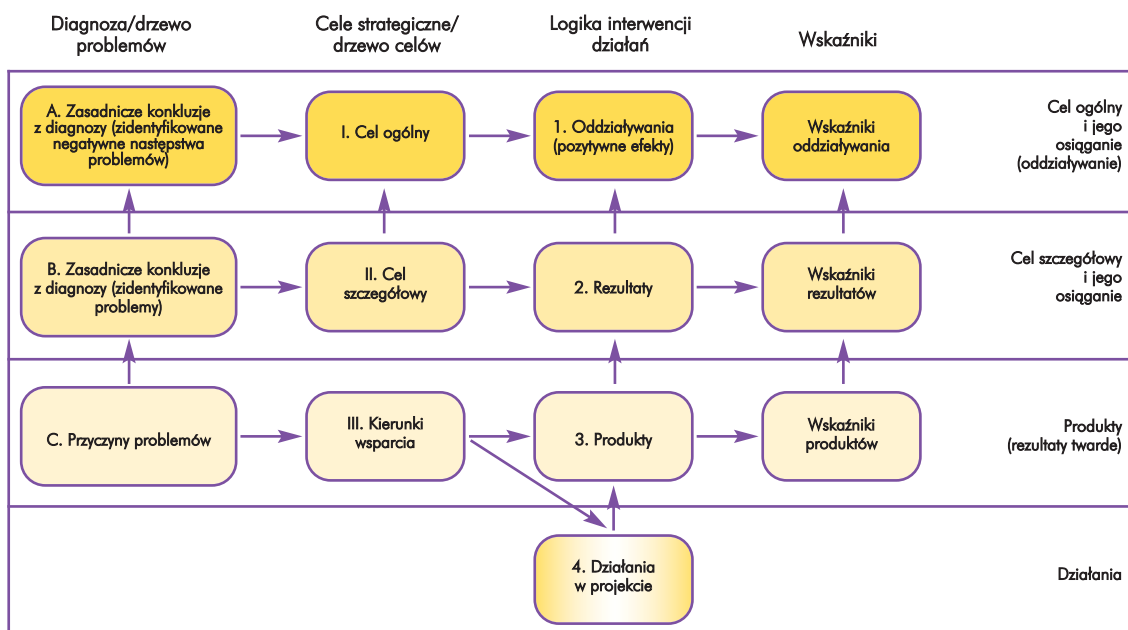 Diagnoza/drzewo
problemów
Cele strategiczne/
drzewo celów
Logika interwencji
działań
Wskaźniki
A. Zasadnicze konkluzje
z diagnozy (zidentyfikowane
negatywne następstwa
problemów)
I. Cel ogólny
1. Oddziaływania
(pozytywne efekty)
Wskaźniki
oddziaływania
Cel ogólny
i jego
osiąganie
(oddziaływanie)
B. Zasadnicze konkluzje
z diagnozy (zidentyfikowane
problemy)
II. Cel
szczegółowy
2. Rezultaty
Wskaźniki
rezultatów
Cel szczegółowy
i jego
osiąganie
C. Przyczyny problemów
III. Kierunki
wsparcia
3. Produkty
Wskaźniki
produktów
Produkty
(rezultaty twarde)
4. Działania
w projekcie
Działania